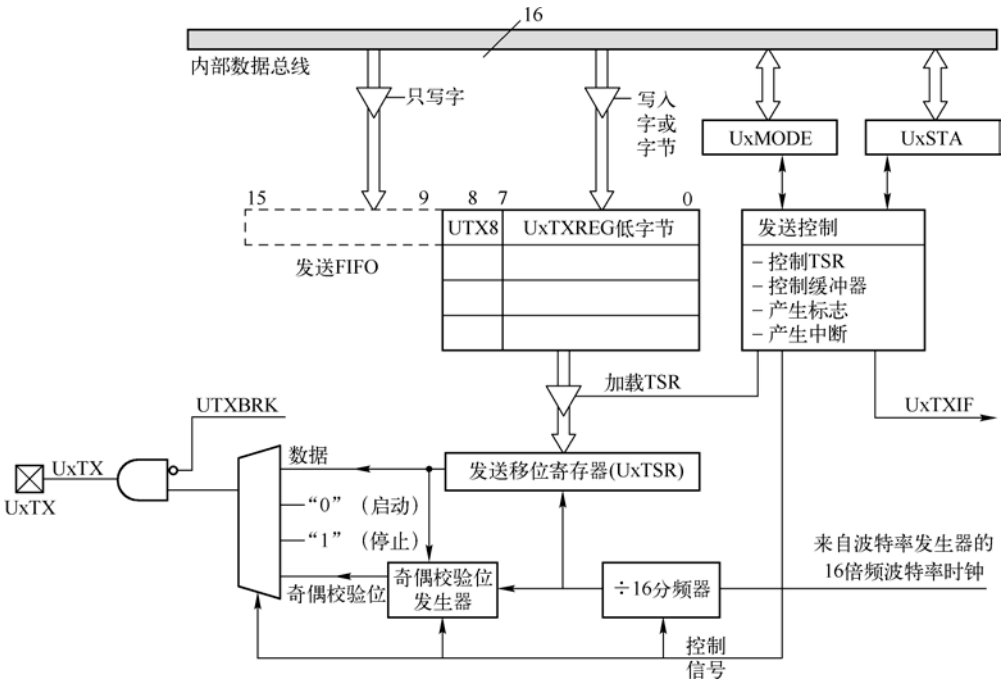 16
内部数据总线
只写字
写入
字或
字节
UxMODE
UxSTA
15
9
8
7
0
UTX8
UxTXREG低字节
发送FIFO
发送控制
–控制TSR
–控制缓冲器
–产生标志
–产生中断
加载TSR
UxTXIF
UTXBRK
UxTX
UxTX
数据
发送移位寄存器(UxTSR)
“0”（启动）
“1”（停止）
奇偶校验位
奇偶校验位
发生器
÷16分频器
来自波特率发生器的
16倍频波特率时钟
控制
信号